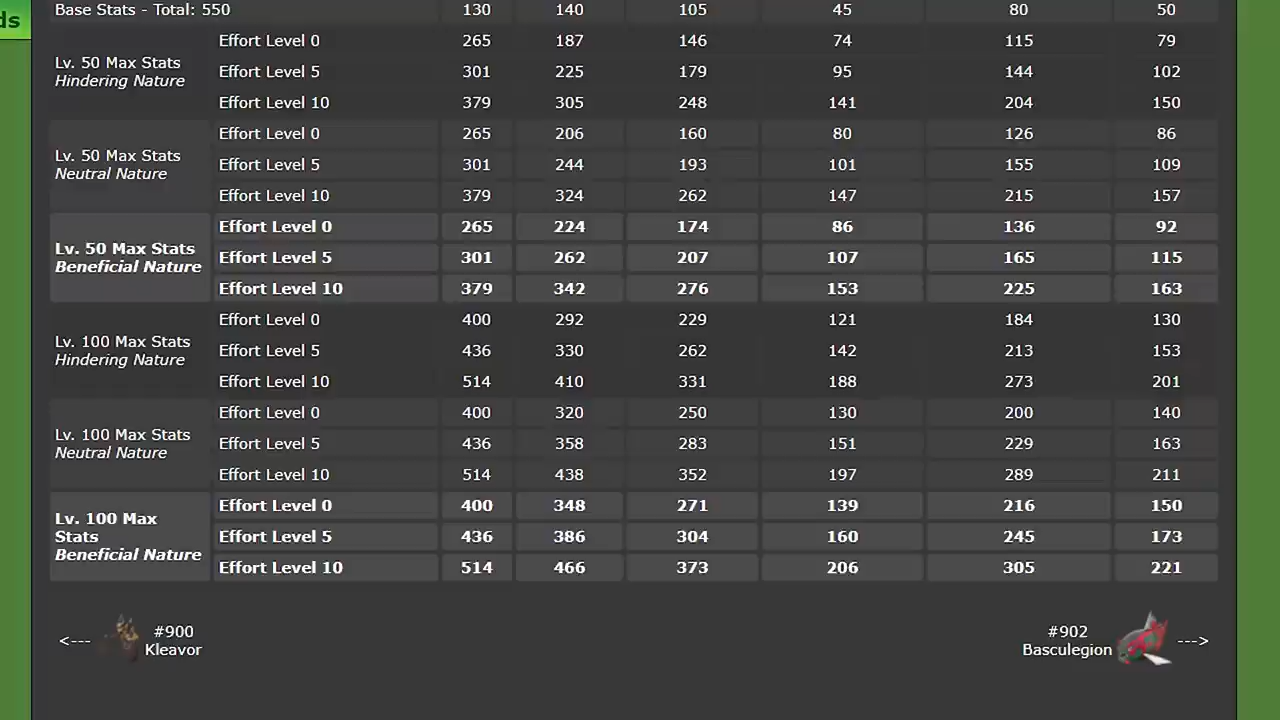 ds
Base Stats - Total: 550 130 140 105 45 80 50
Lv. 50 Max Stats
Hindering Nature
Effort Level 0 265 187 146 74 115 79
Effort Level 5 301 225 179 95 144 102
Effort Level 10 379 305 248 141 204 150
Lv. 50 Max Stats
Neutral Nature
Effort Level 0 265 206 160 80 126 86
Effort Level 5 301 244 193 101 155 109
Effort Level 10 379 324 262 147 215 157
Lv. 50 Max Stats
Beneficial Nature
Effort Level 0 265 224 174 86 136 92
Effort Level 5 301 262 207 107 165 115
Effort Level 10 379 342 276 153 225 163
Lv. 100 Max Stats
Hindering Nature
Effort Level 0 400 292 229 121 184 130
Effort Level 5 436 330 262 142 213 153
Effort Level 10 514 410 331 188 273 201
Lv. 100 Max Stats
Neutral Nature
Effort Level 0 400 320 250 130 200 140
Effort Level 5 436 358 283 151 229 163
Effort Level 10 514 438 352 197 289 211
Lv. 100 Max
Stats
Beneficial Nature
Effort Level 0 400 348 271 139 216 150
Effort Level 5 436 386 304 160 245 173
Effort Level 10 514 466 373 206 305 221
<--- #900
Kleavor
#902
Basculegion --->